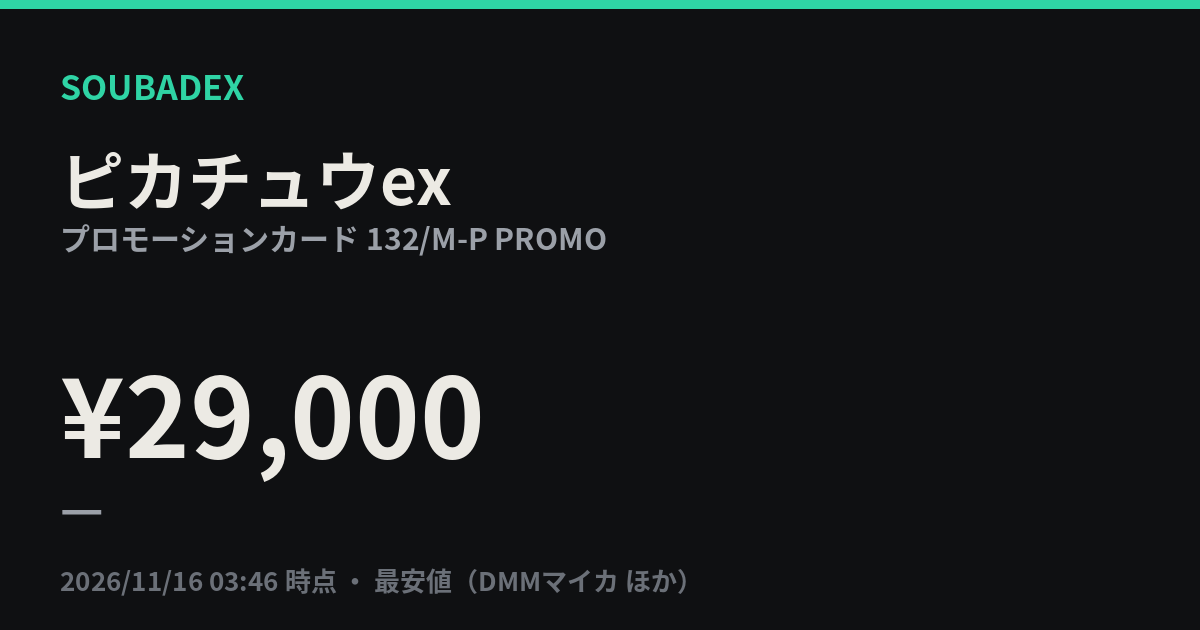 SOUBADEX
ピカチュウex
プロモーションカード 132/M-P PROMO
¥29,000
—
2026/11/16 03:46 時点 ・ 最安値（DMMマイカ ほか）